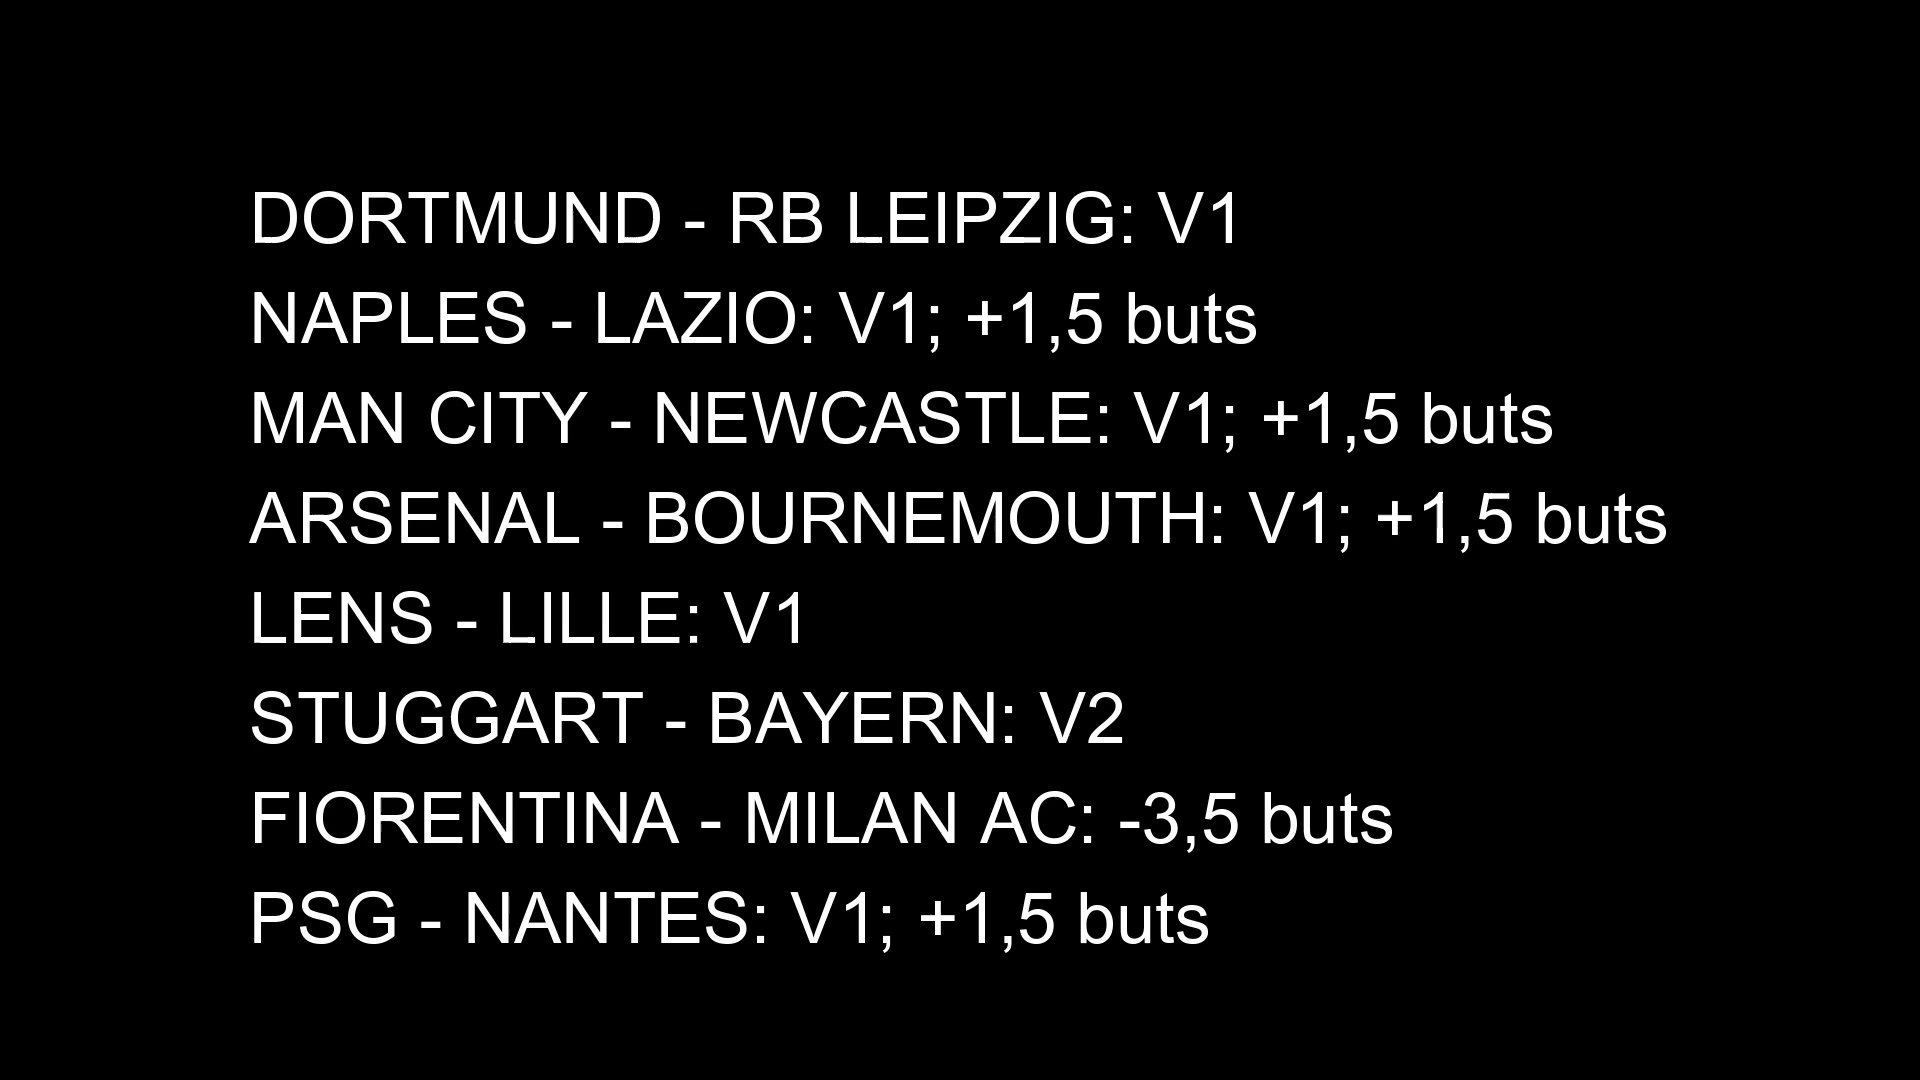 DORTMUND - RB LEIPZIG: V1
NAPLES - LAZIO: V1; +1,5 buts
MAN CITY - NEWCASTLE: V1; +1,5 buts
ARSENAL - BOURNEMOUTH: V1; +1,5 buts
LENS - LILLE: V1
STUGGART - BAYERN: V2
FIORENTINA - MILAN AC: -3,5 buts
PSG - NANTES: V1; +1,5 buts